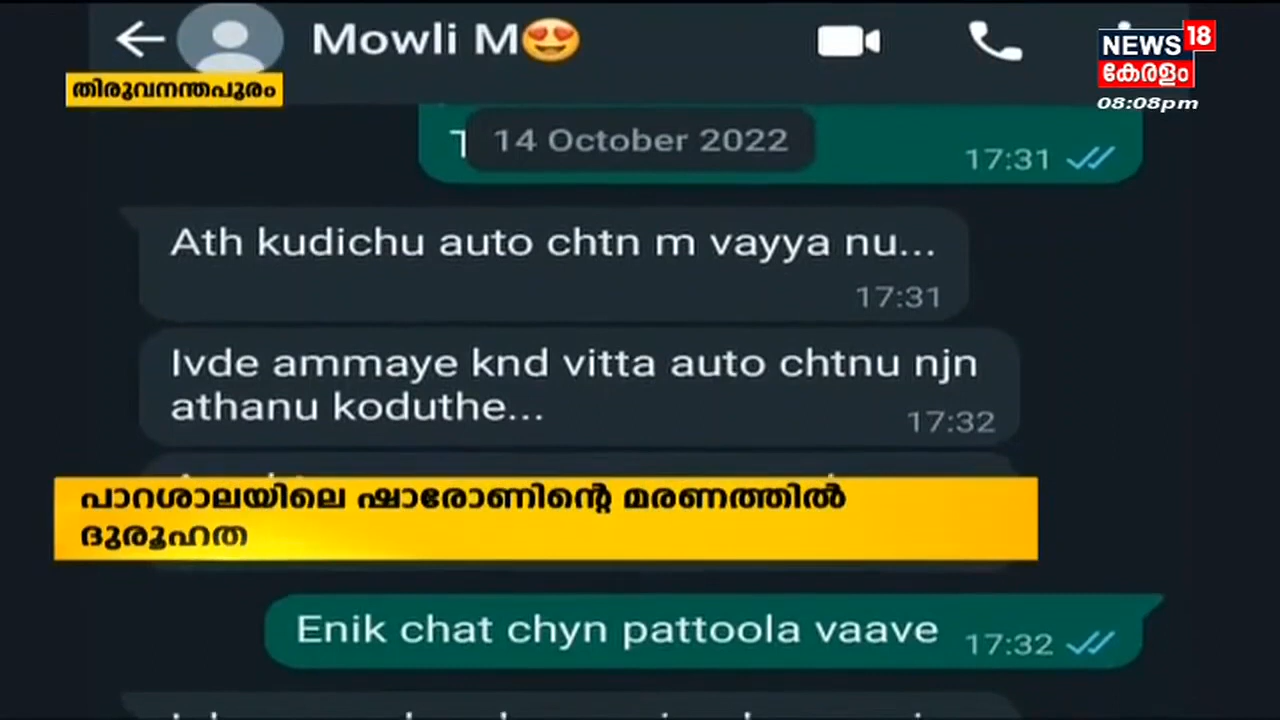 Mowli M😍
NEWS 18
കേരളം
08:08pm
തിരുവനന്തപുരം
14 October 2022
17:31
Ath kudichu auto chtn m vayya nu...
17:31
Ivde ammaye knd vitta auto chtnu njn
athanu koduthe...
17:32
പാറശാലയിലെ ഷാരോണിന്റെ മരണത്തിൽ
ദുരൂഹത
Enik chat chyn pattoola vaave
17:32